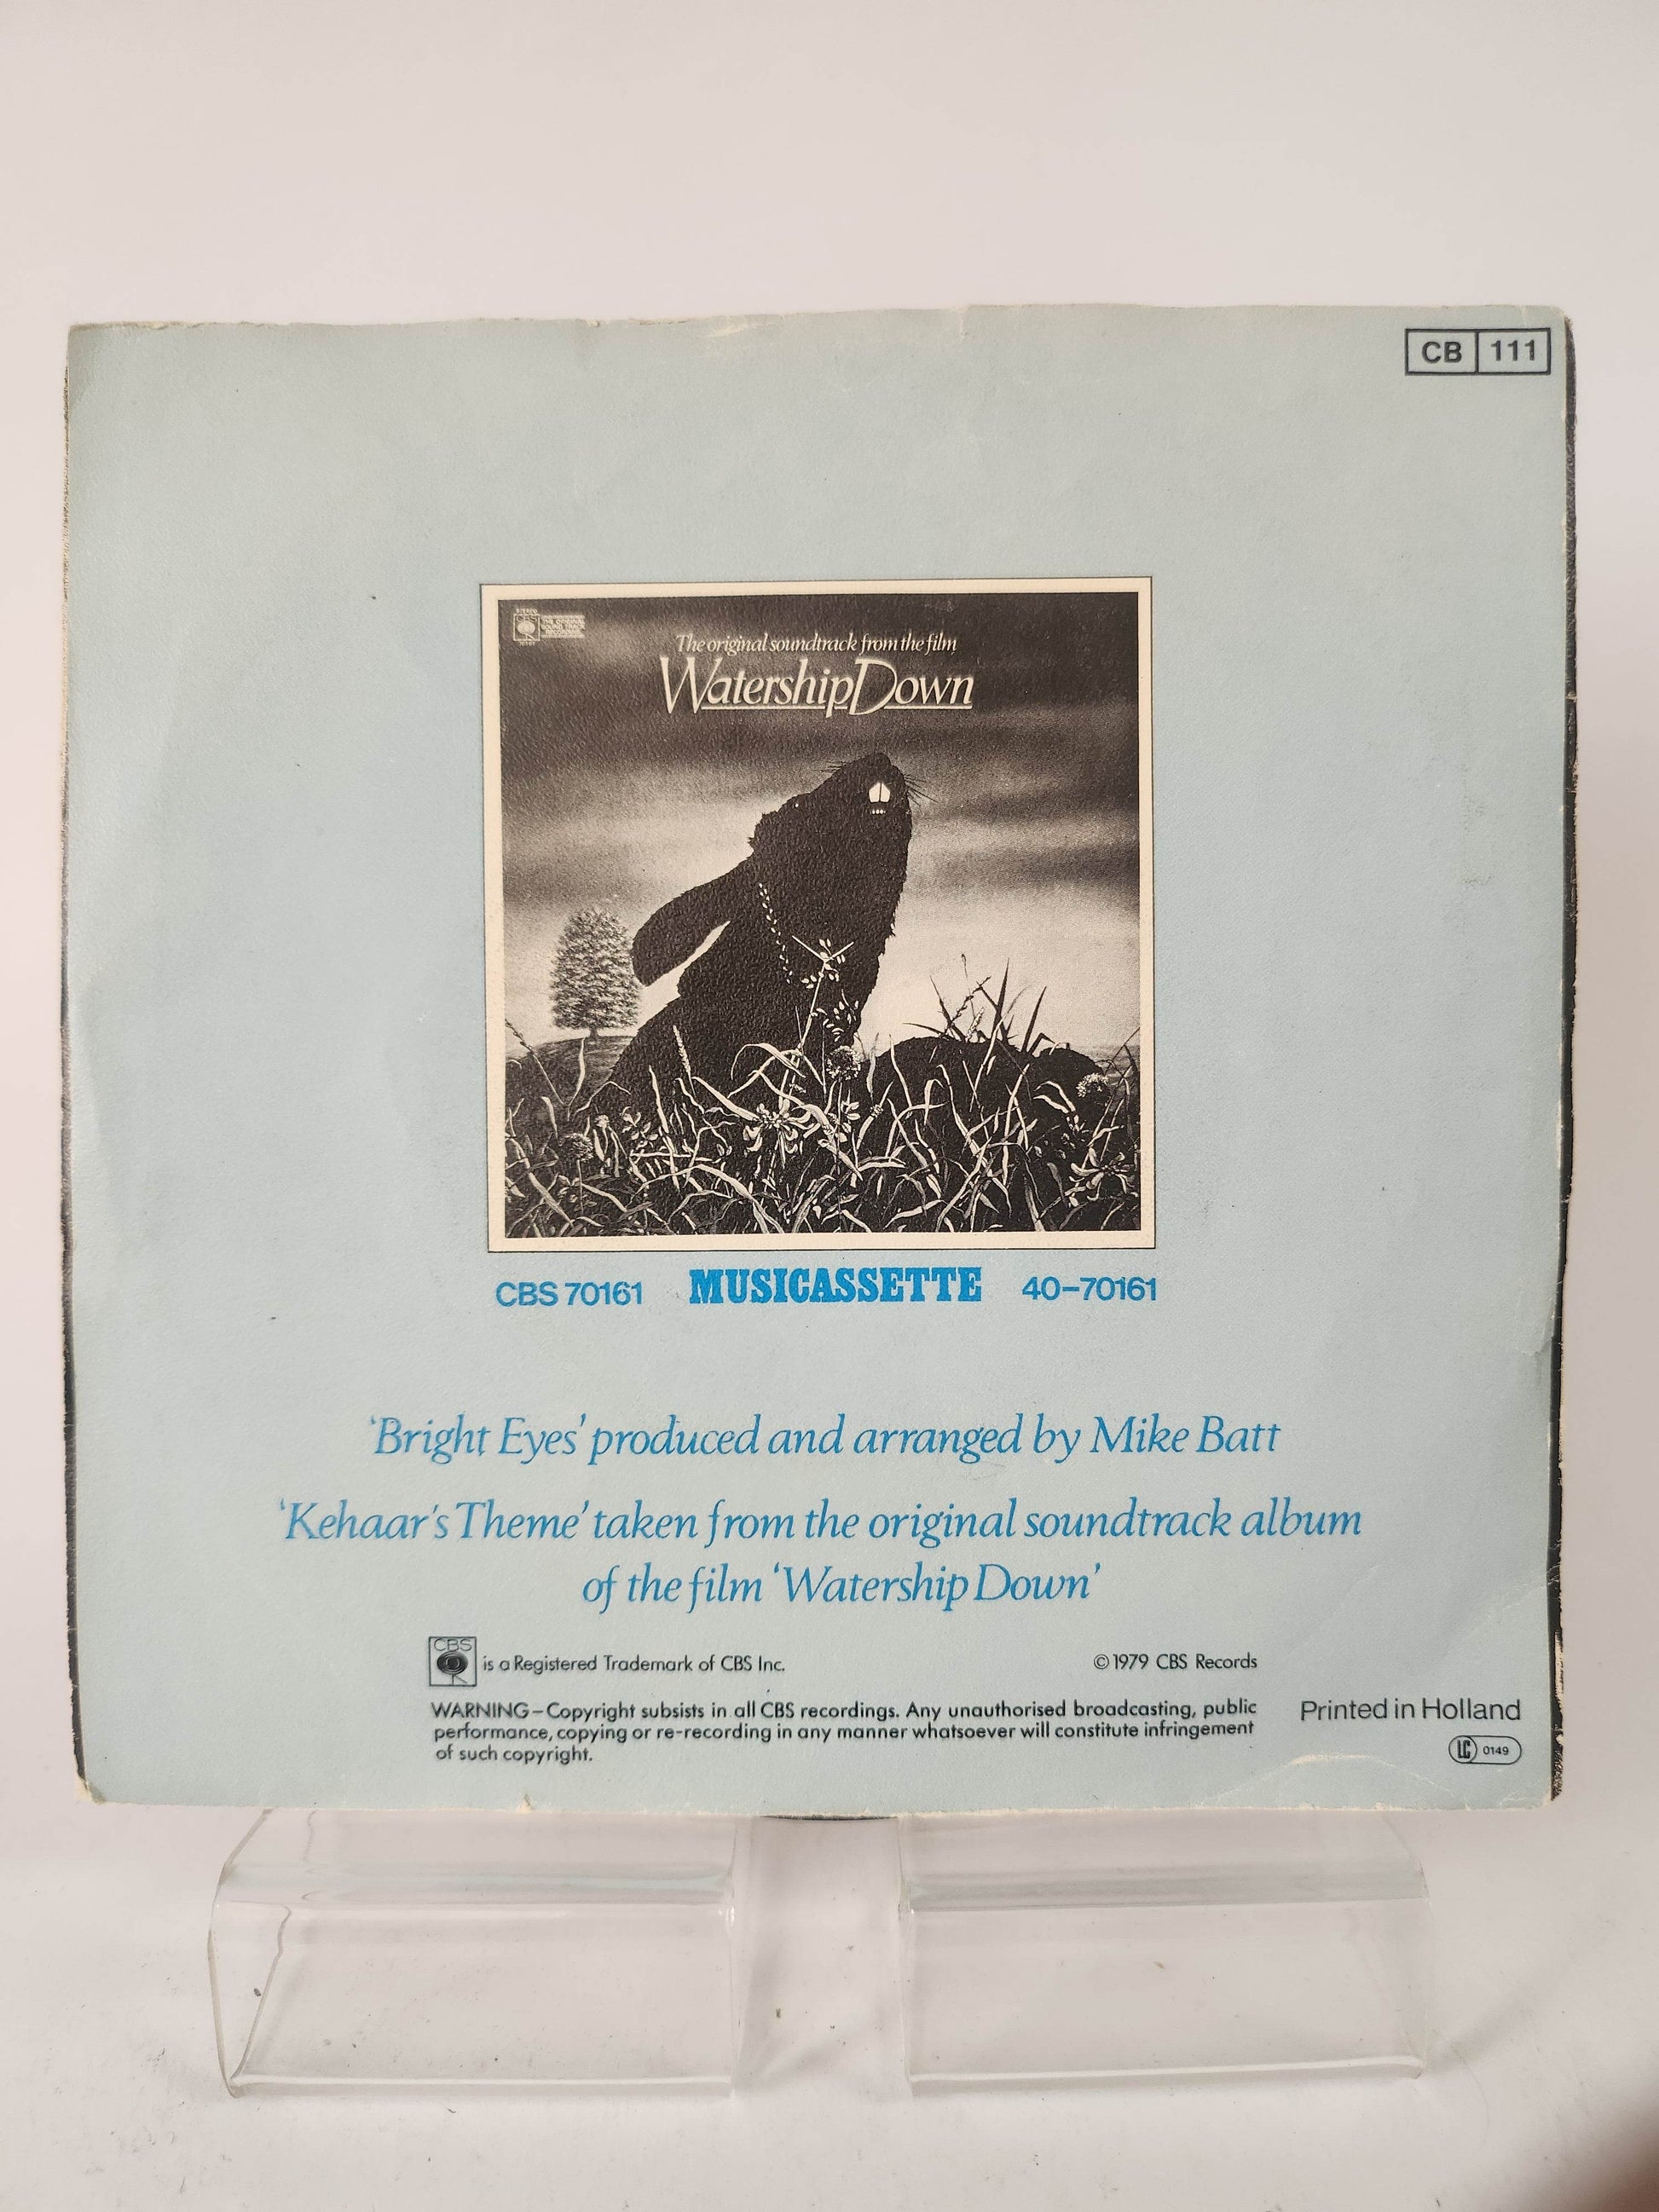 CB 111
STEREO
CBS
The original soundtrack from the film
Watership Down
CBS 70161 MUSICASSETTE 40-70161
'Bright Eyes' produced and arranged by Mike Batt
'Kehaar's Theme' taken from the original soundtrack album
of the film 'Watership Down'
CBS is a Registered Trademark of CBS Inc. © 1979 CBS Records
WARNING – Copyright subsists in all CBS recordings. Any unauthorised broadcasting, public
performance, copying or re-recording in any manner whatsoever will constitute infringement
of such copyright.
Printed in Holland
LC 0149